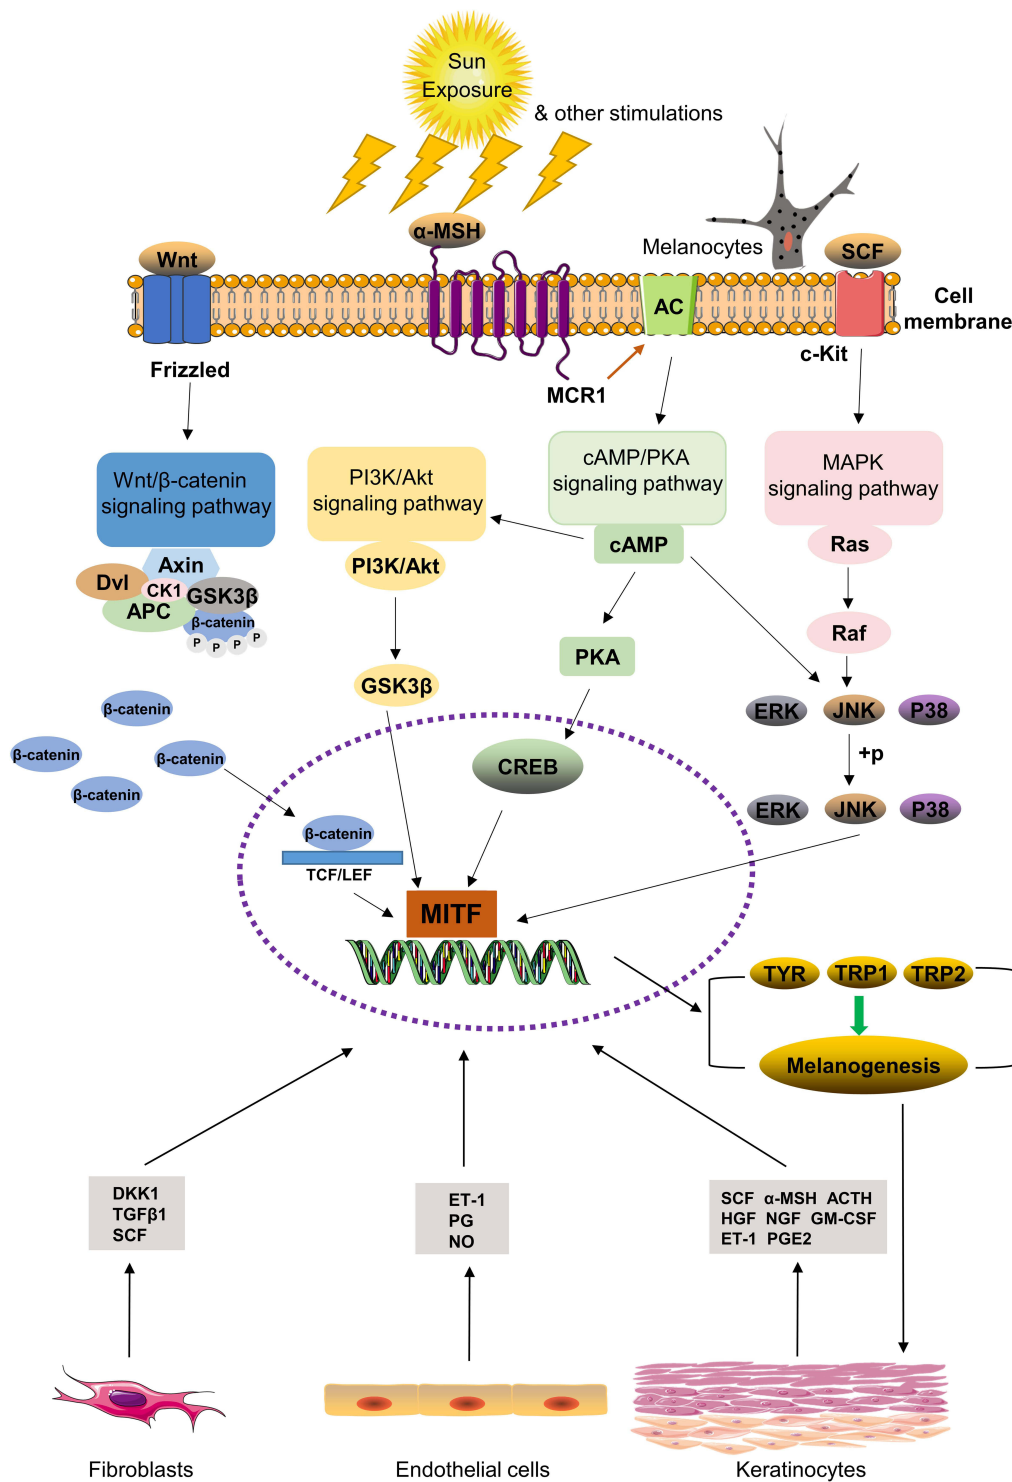 Sun
Exposure
& other stimulations
α-MSH
Melanocytes
Wnt
SCF
AC
Cell
membrane
Frizzled
MCR1
c-Kit
Wnt/β-catenin
signaling pathway
PI3K/Akt
signaling pathway
cAMP/PKA
signaling pathway
MAPK
signaling pathway
Axin
Dvl
CK1
GSK3β
APC
β-catenin
P
P
P
P
PI3K/Akt
cAMP
Ras
Raf
PKA
GSK3β
β-catenin
β-catenin
β-catenin
β-catenin
ERK
JNK
P38
+p
ERK
JNK
P38
CREB
β-catenin
TCF/LEF
MITF
TYR
TRP1
TRP2
Melanogenesis
DKK1
TGFβ1
SCF
ET-1
PG
NO
SCF α-MSH ACTH
HGF NGF GM-CSF
ET-1 PGE2
Fibroblasts
Endothelial cells
Keratinocytes